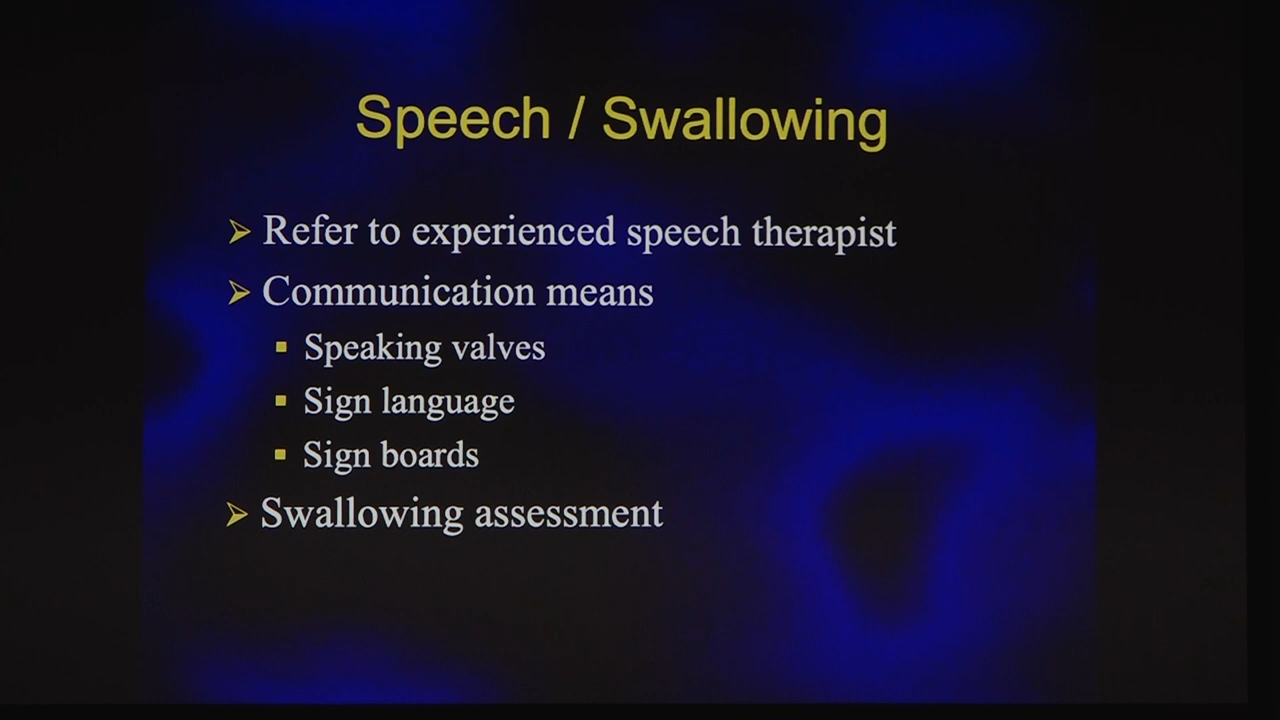 Speech / Swallowing
Refer to experienced speech therapist
Communication means
Speaking valves
Sign language
Sign boards
Swallowing assessment